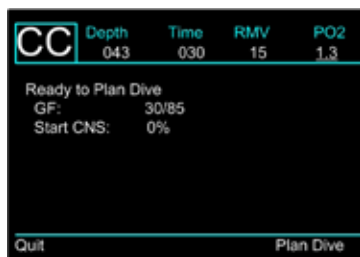 CC Depth Time RMV PO2
043 030 15 1.3
Ready to Plan Dive
GF: 30/85
Start CNS: 0%
Quit Plan Dive